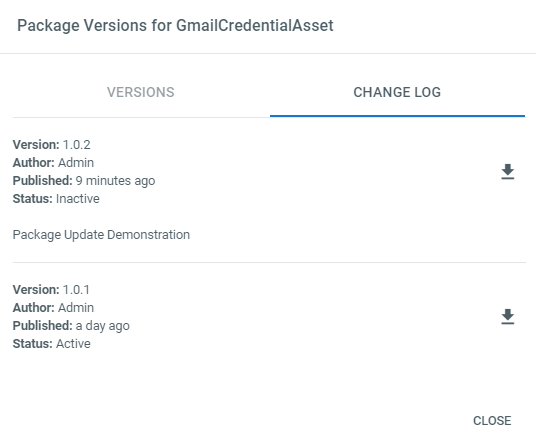 Package Versions for GmailCredentialAsset
VERSIONS
CHANGE LOG
Version: 1.0.2
Author: Admin
Published: 9 minutes ago
Status: Inactive
Package Update Demonstration
Version: 1.0.1
Author: Admin
Published: a day ago
Status: Active
CLOSE